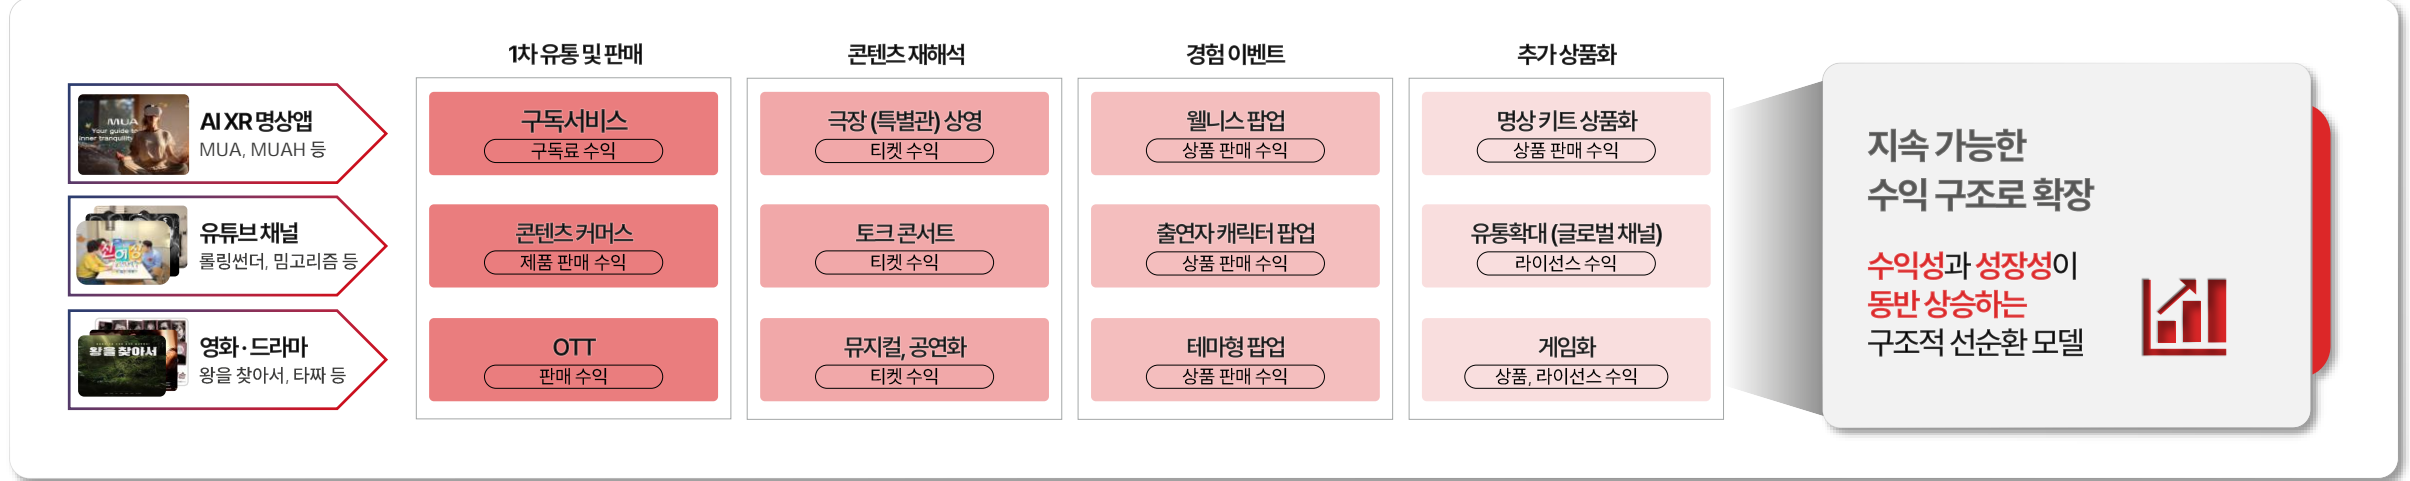 1차 유통 및 판매
콘텐츠 재해석
경험 이벤트
추가 상품화
MUA
Your guide to
inner tranquility
AI XR 명상앱
MUA, MUAH 등
구독서비스
구독료 수익
극장 (특별관) 상영
티켓 수익
웰니스 팝업
상품 판매 수익
명상 키트 상품화
상품 판매 수익
유튜브 채널
롤링썬더, 밈고리즘 등
콘텐츠 커머스
제품 판매 수익
토크 콘서트
티켓 수익
출연자 캐릭터 팝업
상품 판매 수익
유통확대 (글로벌 채널)
라이선스 수익
왕을 찾아서
영화 · 드라마
왕을 찾아서, 타짜 등
OTT
판매 수익
뮤지컬, 공연화
티켓 수익
테마형 팝업
상품 판매 수익
게임화
상품, 라이선스 수익
지속 가능한
수익 구조로 확장
수익성과 성장성이
동반 상승하는
구조적 선순환 모델